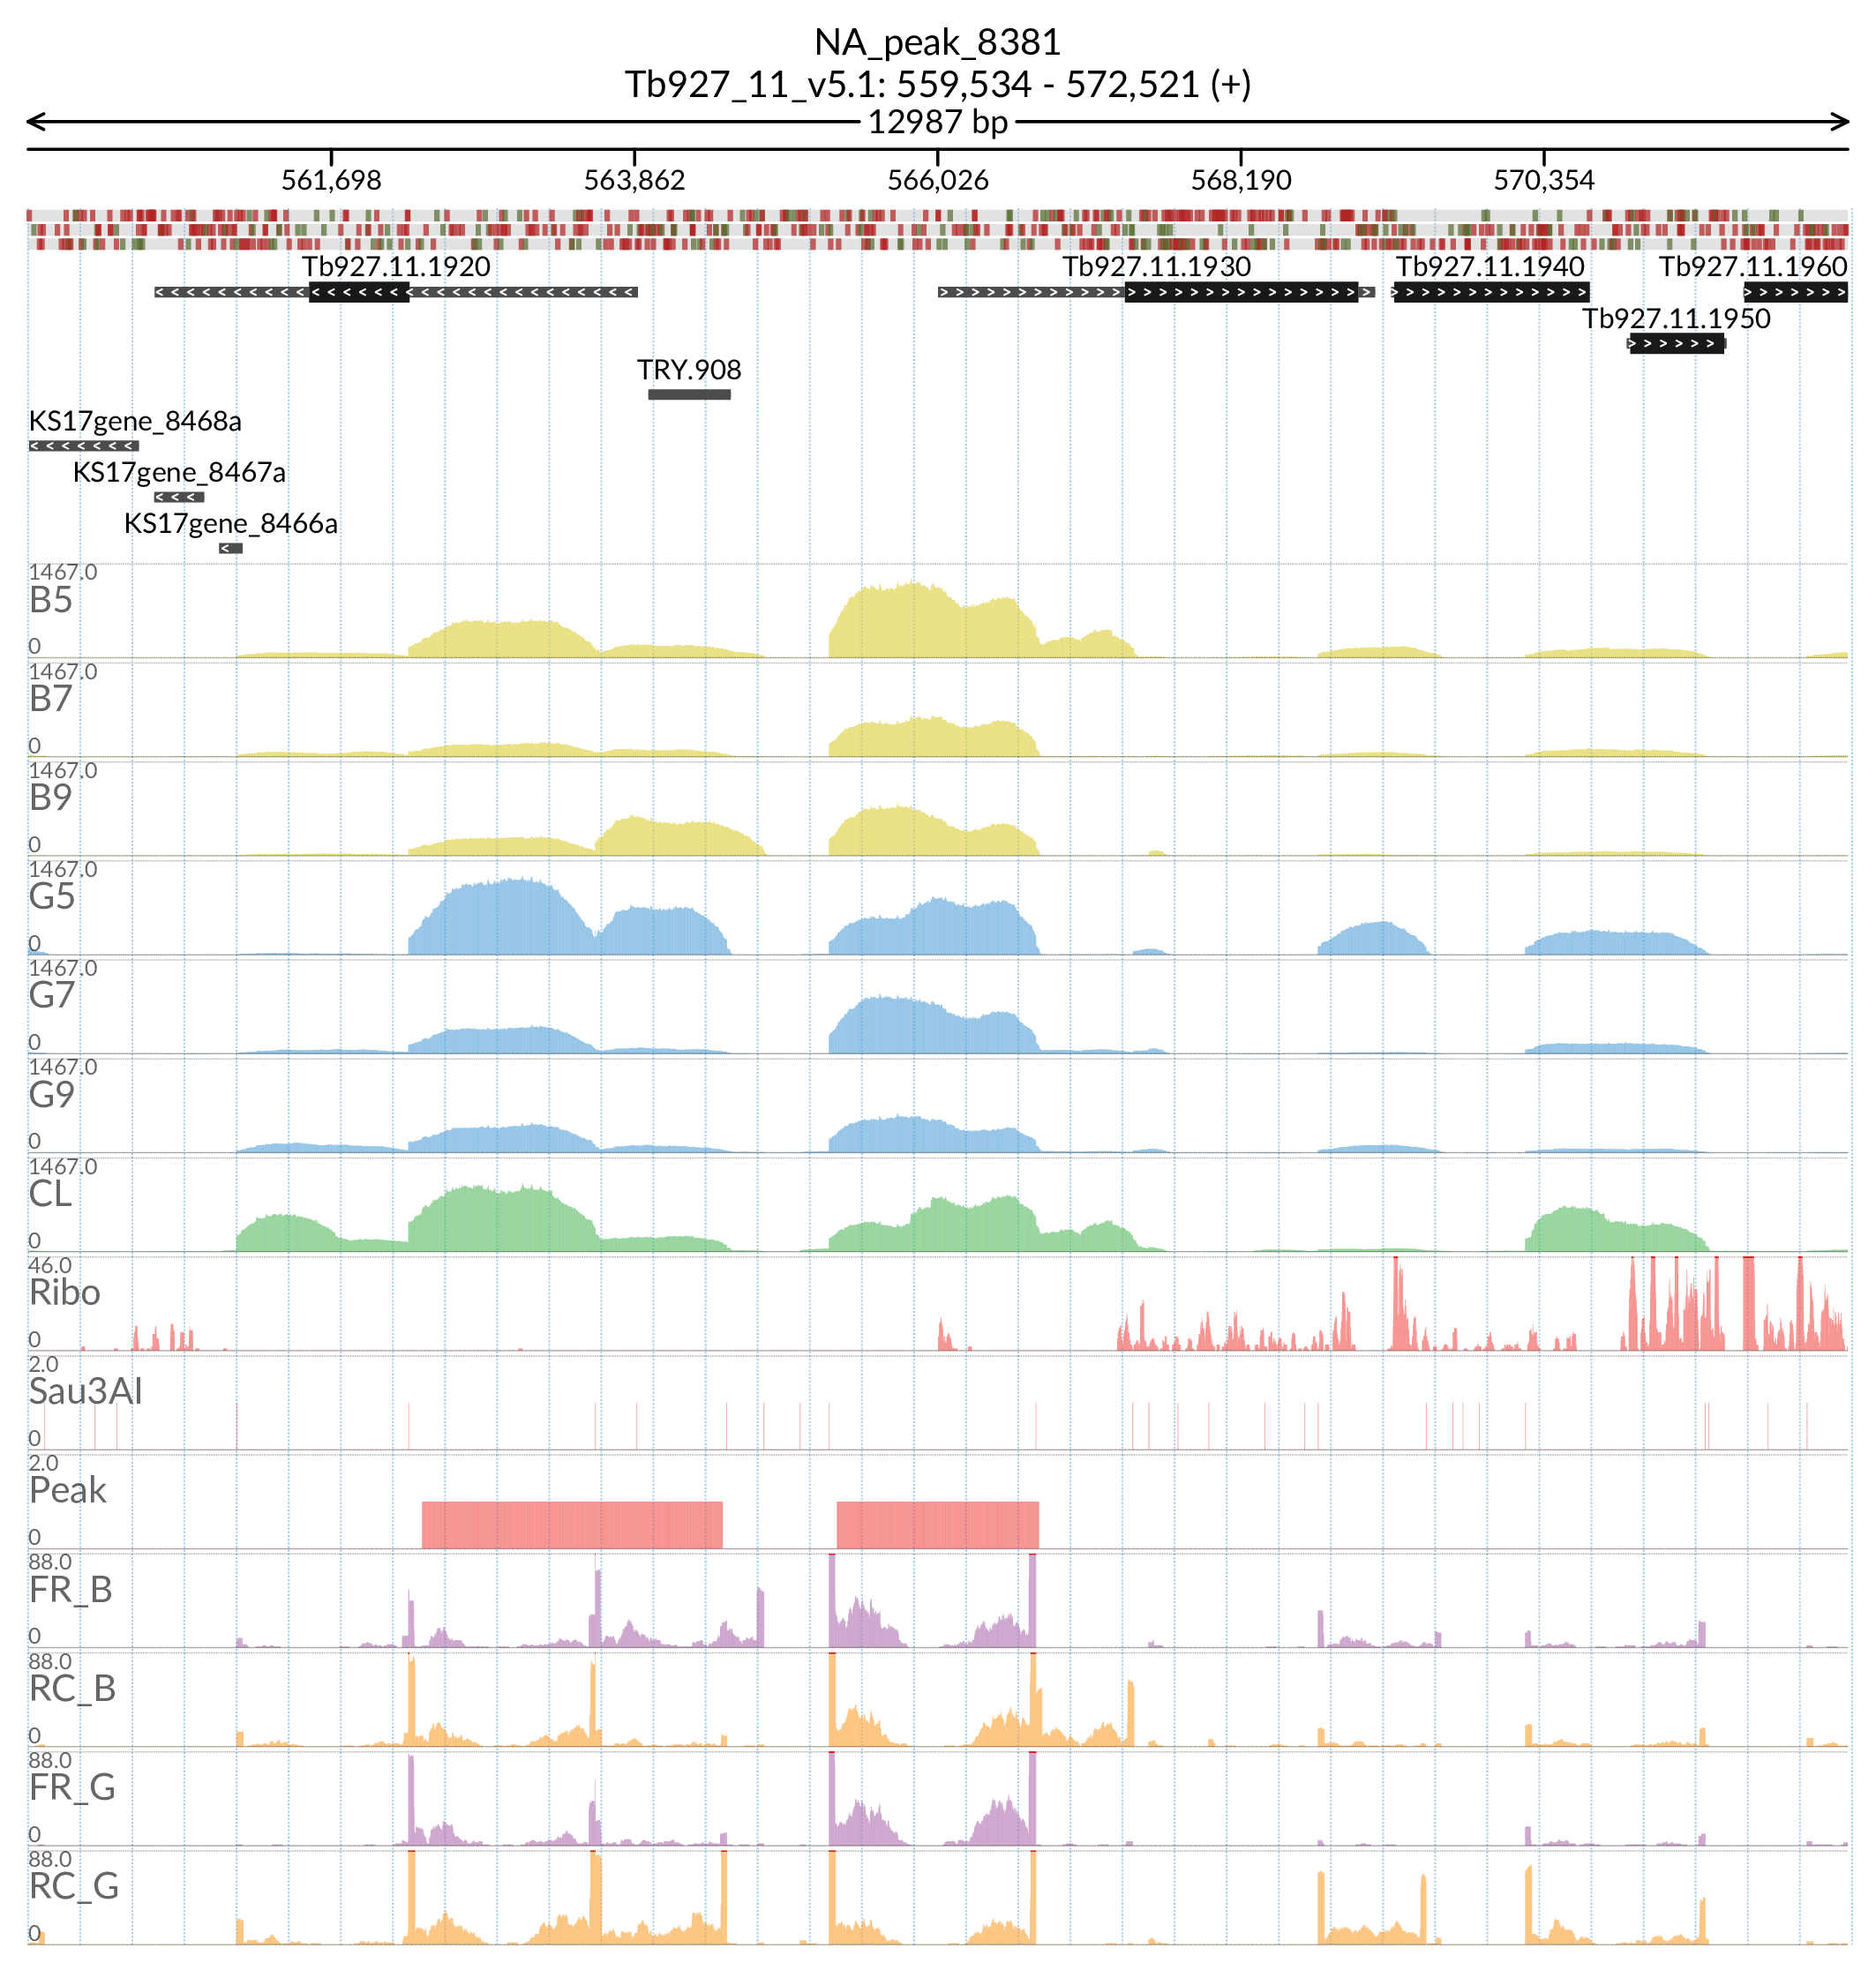 NA_peak_8381
Tb927_11_v5.1: 559,534 - 572,521 (+)
12987 bp
561,698 563,862 566,026 568,190 570,354
Tb927.11.1920 Tb927.11.1930 Tb927.11.1940 Tb927.11.1960
Tb927.11.1950
TRY.908
KS17gene_8468a
KS17gene_8467a
KS17gene_8466a
1467.0
B5
0
1467.0
B7
0
1467.0
B9
0
1467.0
G5
0
1467.0
G7
0
1467.0
G9
0
1467.0
CL
0
46.0
Ribo
0
2.0
Sau3AI
0
2.0
Peak
0
88.0
FR_B
0
88.0
RC_B
0
88.0
FR_G
0
88.0
RC_G
0